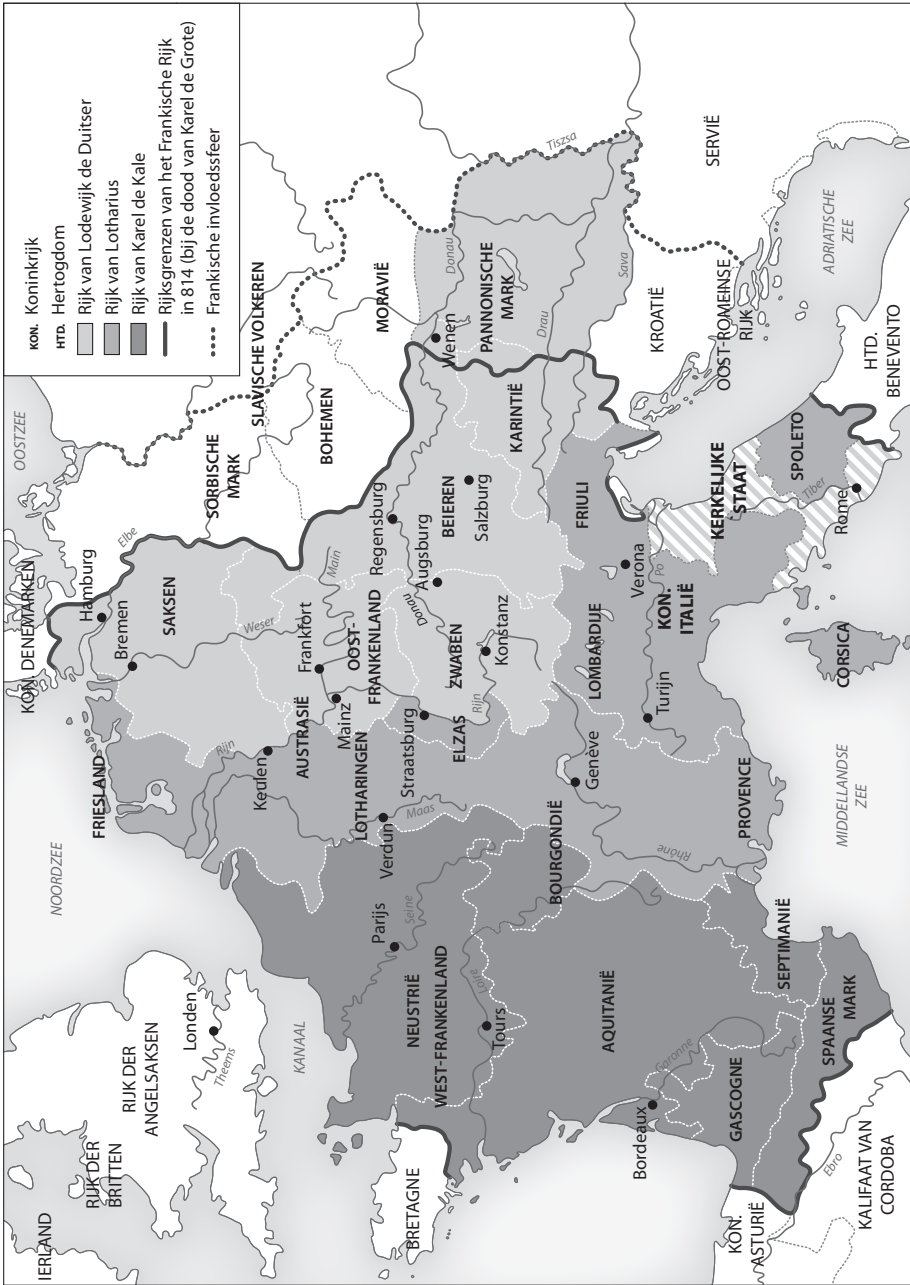 KON. Koninkrijk
HTD. Hertogdom
Rijk van Lodewijk de Duitser
Rijk van Lotharius
Rijk van Karel de Kale
Rijksgrenzen van het Frankische Rijk
in 814 (bij de dood van Karel de Grote)
Frankische invloedssfeer
IERLAND
RIJK DER
BRITTEN
RIJK DER
ANGELSAKSEN
Londen
Theems
NOORDZEE
KANAAL
OOSTZEE
KON. DENEMARKEN
FRIESLAND
Hamburg
Bremen
Elbe
SAKSEN
Weser
SORBISCHE
MARK
SLAVISCHE VOLKEREN
BOHEMEN
MORAVIË
Rijn
Keulen
AUSTRASIË
Frankfort
Main
Mainz
OOST-
FRANKENLAND
LOTHARINGEN
Verdun
Maas
Straatsburg
ELZAS
Regensburg
Donau
Augsburg
ZWABEN
Rijn
Konstanz
BEIEREN
Salzburg
KARINTIË
Wenen
Donau
PANNONISCHE
MARK
Drau
Sava
Tiszsa
SERVIË
KROATIË
OOST-ROMEINSE
RIJK
ADRIATISCHE
ZEE
HTD.
BENEVENTO
BRETAGNE
Parijs
Seine
NEUSTRIË
WEST-FRANKENLAND
Loire
Tours
BOURGONDIË
Genève
LOMBARDIJE
FRIULI
Verona
Po
Turijn
KON.
ITALIË
KERKELIJKE
STAAT
SPOLETO
Tiber
Rome
CORSICA
AQUITANIË
Rhône
PROVENCE
Bordeaux
Garonne
GASCOGNE
SEPTIMANIË
SPAANSE
MARK
MIDDELLANDSE
ZEE
KON.
ASTURIË
Ebro
KALIFAAT VAN
CORDOBA